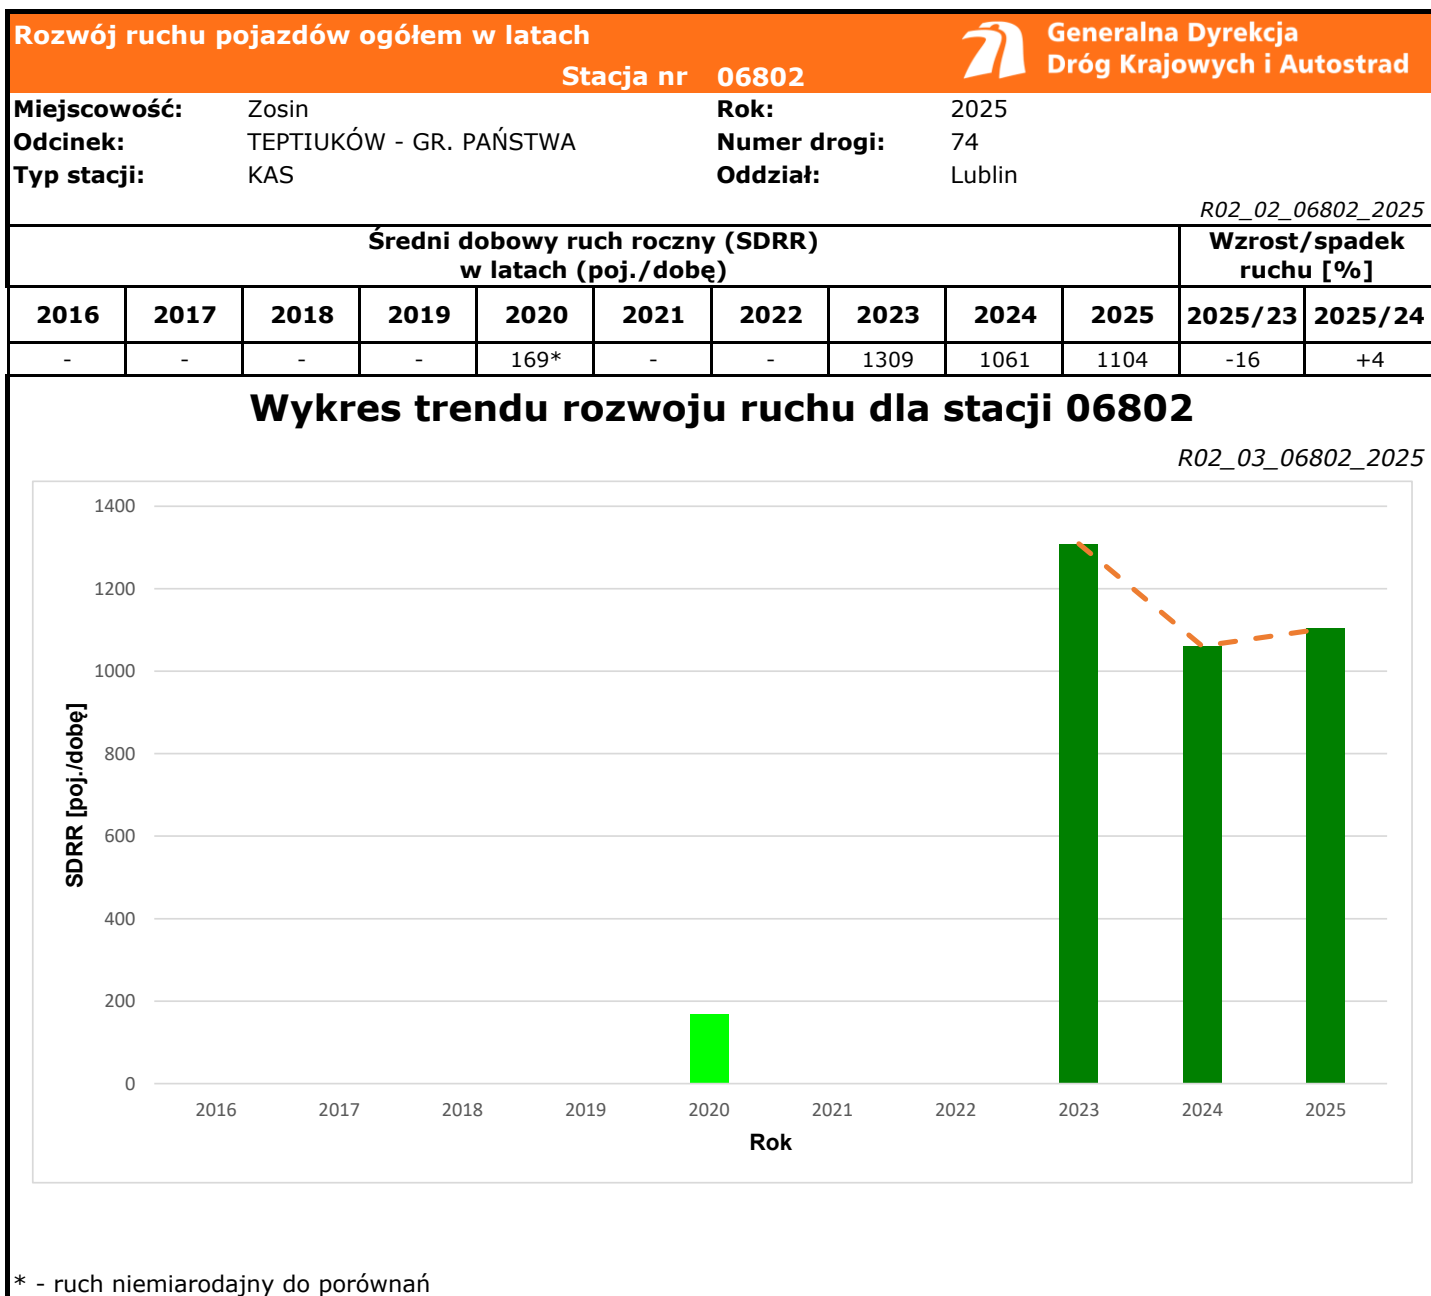 Rozwój ruchu pojazdów ogółem w latach
Generalna Dyrekcja
Dróg Krajowych i Autostrad
Stacja nr 06802
Miejscowość: Zosin Rok: 2025
Odcinek: TEPTIUKÓW - GR. PAŃSTWA Numer drogi: 74
Typ stacji: KAS Oddział: Lublin
R02_02_06802_2025
Średni dobowy ruch roczny (SDRR)
w latach (poj./dobę)
Wzrost/spadek
ruchu [%]
2016 2017 2018 2019 2020 2021 2022 2023 2024 2025 2025/23 2025/24
- - - - 169* - - 1309 1061 1104 -16 +4
Wykres trendu rozwoju ruchu dla stacji 06802
R02_03_06802_2025
1400
1200
1000
800
600
400
200
0
SDRR [poj./dobę]
2016 2017 2018 2019 2020 2021 2022 2023 2024 2025
Rok
* - ruch niemiarodajny do porównań